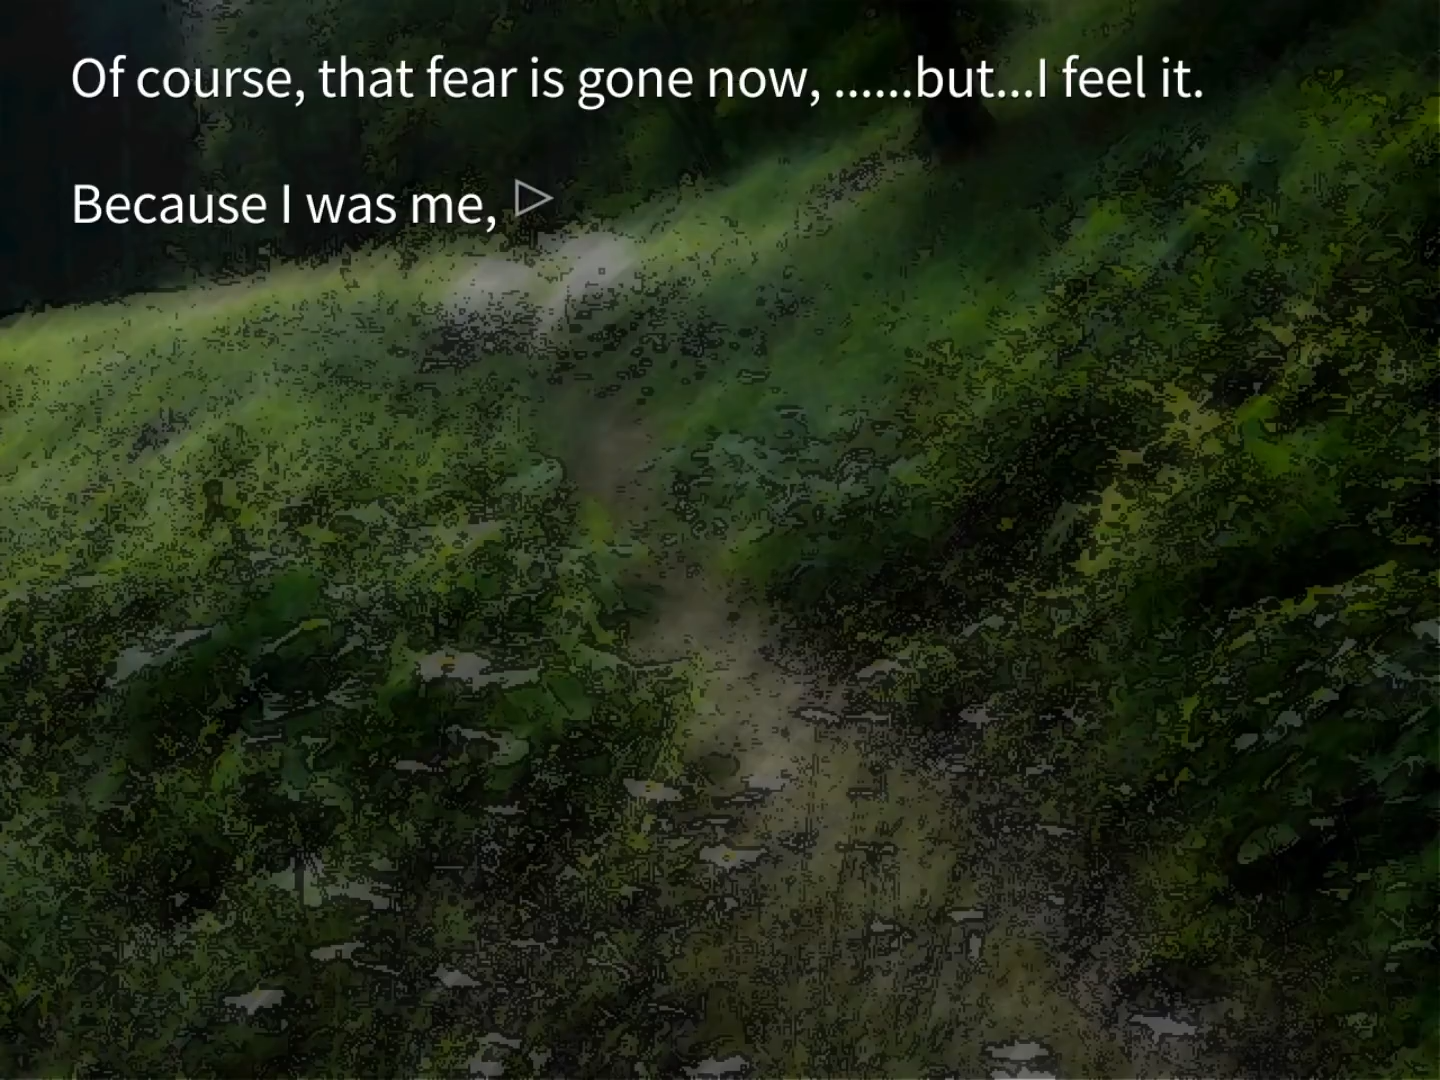 Of course, that fear is gone now, ......but...I feel it.
Because I was me,